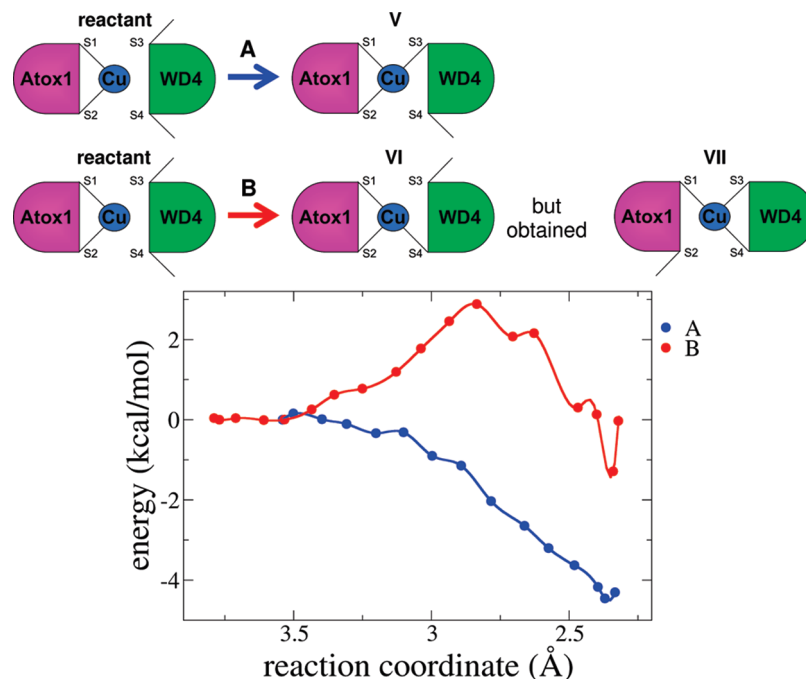 reactant V
S1 S3 A S1 S3
Atox1 Cu WD4 Atox1 Cu WD4
S2 S4 S2 S4
reactant VI VII
S1 S3 B S1 S3 S1 S3
Atox1 Cu WD4 Atox1 Cu WD4 but Atox1 Cu WD4
obtained
S2 S4 S2 S4 S2 S4
A
B
energy (kcal/mol)
2
0
-2
-4
3.5 3 2.5
reaction coordinate (Å)